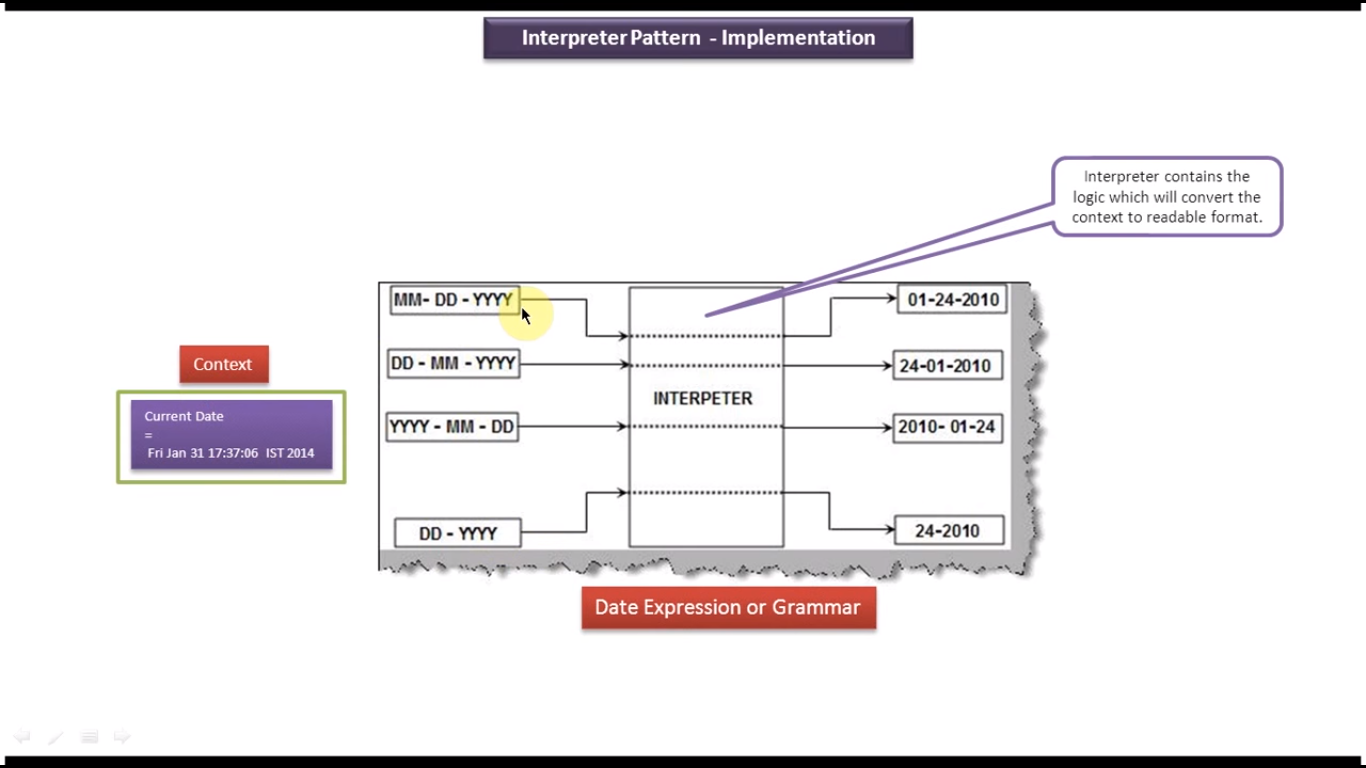 Interpreter Pattern - Implementation
Interpreter contains the
logic which will convert the
context to readable format.
MM- DD - YYYY
01-24-2010
Context
DD - MM - YYYY
24-01-2010
Current Date
=
Fri Jan 31 17:37:06 IST 2014
INTERPETER
YYYY - MM - DD
2010- 01-24
DD - YYYY
24-2010
Date Expression or Grammar